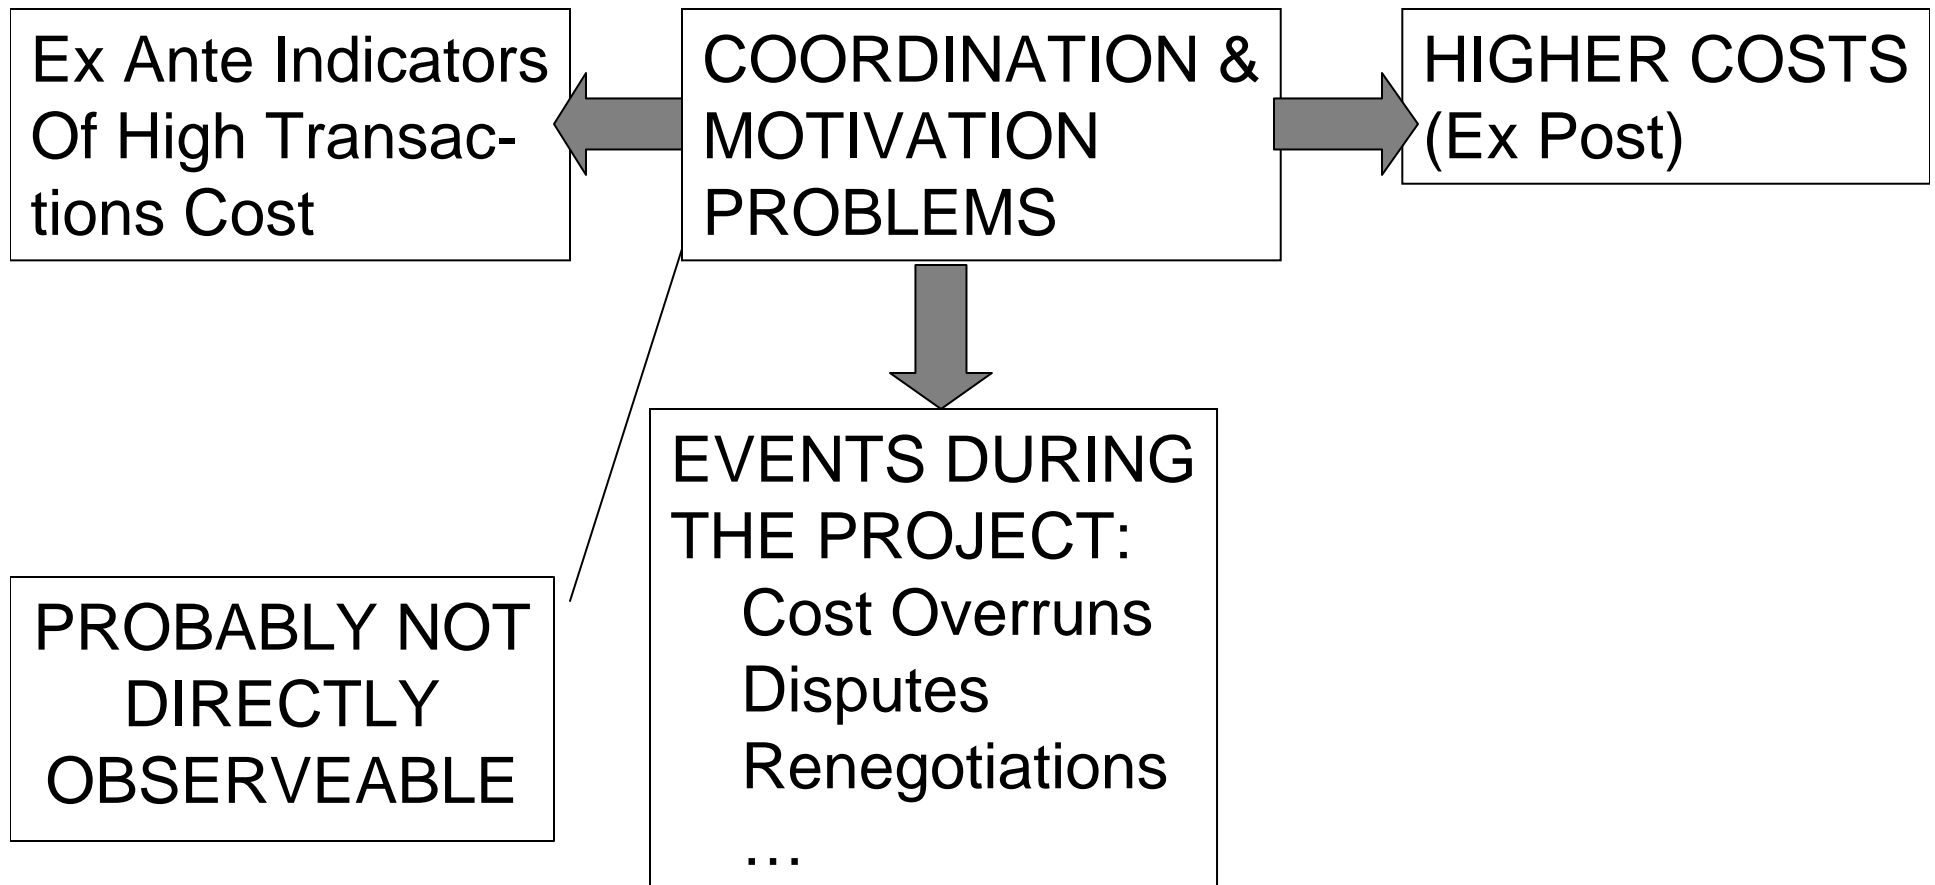 Ex Ante Indicators
Of High Transac-
tions Cost
COORDINATION &
MOTIVATION
PROBLEMS
HIGHER COSTS
(Ex Post)
EVENTS DURING
THE PROJECT:
Cost Overruns
Disputes
Renegotiations
…
PROBABLY NOT
DIRECTLY
OBSERVEABLE